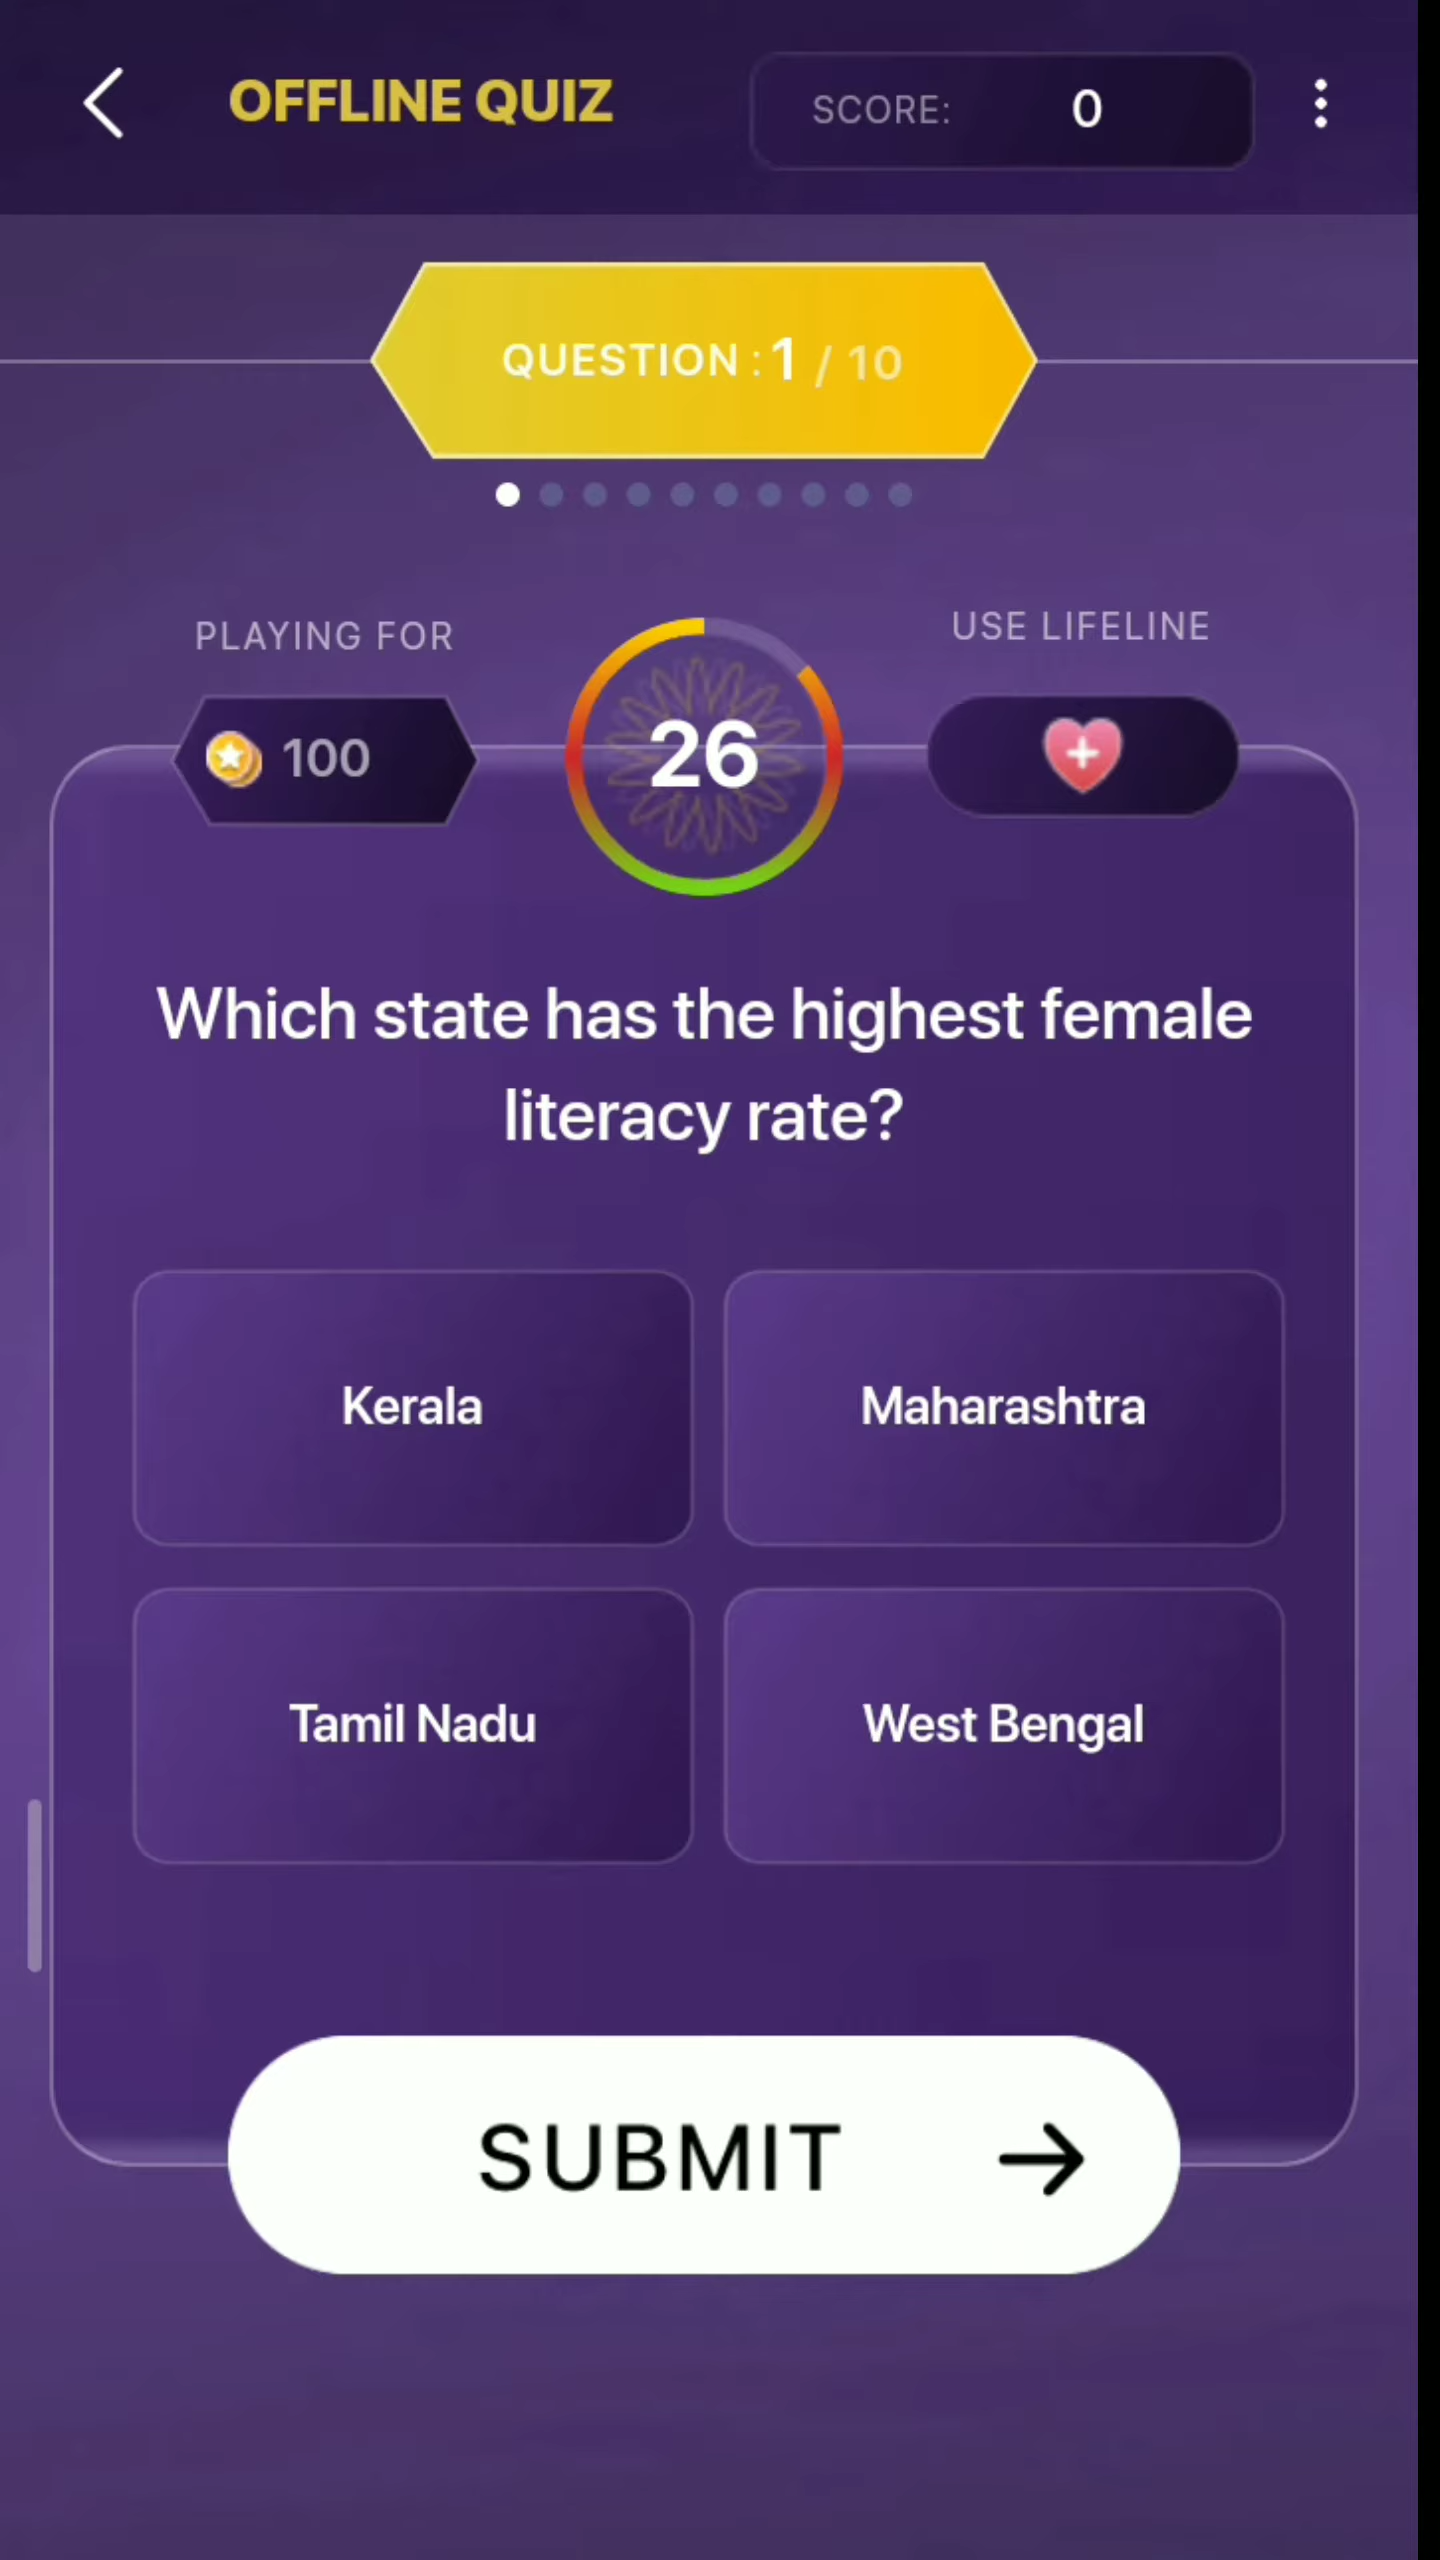 OFFLINE QUIZ
SCORE: 0
QUESTION : 1 / 10
PLAYING FOR
USE LIFELINE
100
26
Which state has the highest female
literacy rate?
Kerala
Maharashtra
Tamil Nadu
West Bengal
SUBMIT